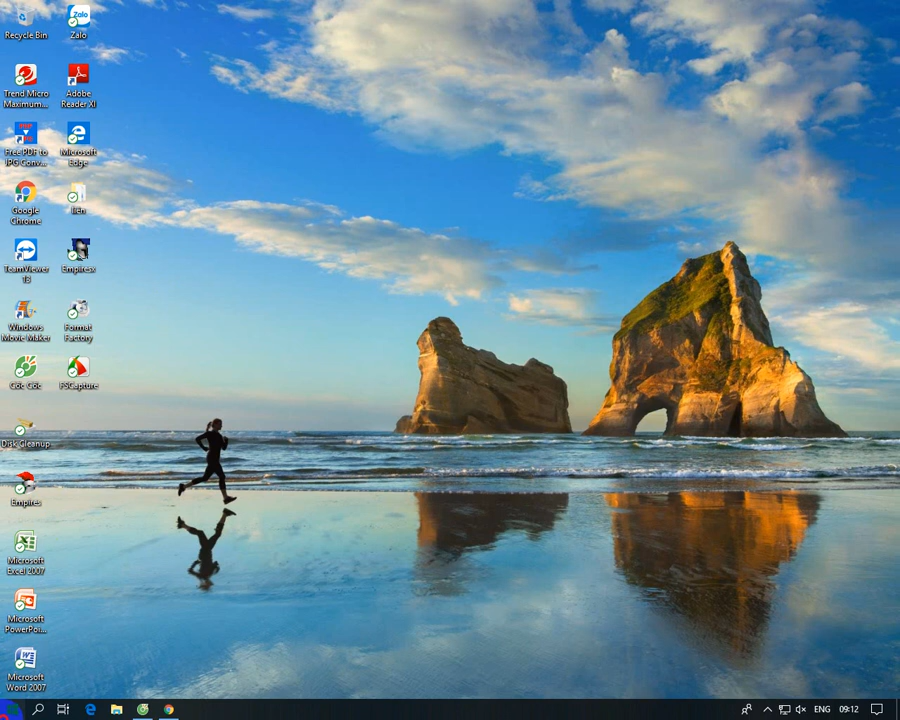 Recycle Bin
Zalo
Zalo
Trend Micro
Maximum...
Adobe
Reader XI
Free PDF to
JPG Conv...
Microsoft
Edge
Google
Chrome
TeamViewer
13
Empiresx
Windows
Movie Maker
Format
Factory
Cốc Cốc
FSCapture
Disk Cleanup
Empires
Microsoft
Excel 2007
Microsoft
PowerPoi...
Microsoft
Word 2007
ENG
09:12